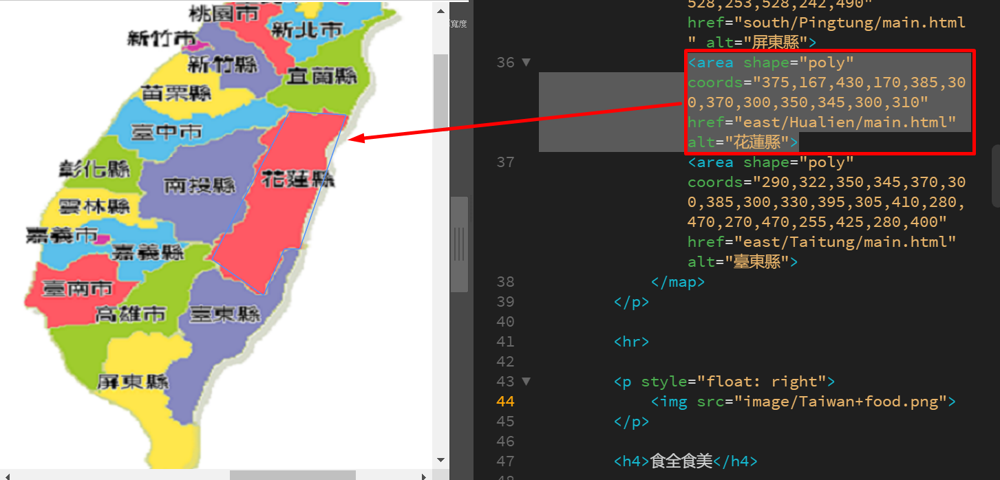 桃園市
新北市
新竹市
新竹縣
宜蘭縣
苗栗縣
臺中市
彰化縣
南投縣
花蓮縣
雲林縣
嘉義市
嘉義縣
臺南市
高雄市
臺東縣
屏東縣
寬度
528,253,528,242,490"
href="south/Pingtung/main.html
" alt="屏東縣">
36 <area shape="poly"
coords="375,167,430,170,385,30
0,370,300,350,345,300,310"
href="east/Hualien/main.html"
alt="花蓮縣">
37 <area shape="poly"
coords="290,322,350,345,370,30
0,385,300,330,395,305,410,280,
470,270,470,255,425,280,400"
href="east/Taitung/main.html"
alt="臺東縣">
38 </map>
39 </p>
40
41 <hr>
42
43 <p style="float: right">
44 <img src="image/Taiwan+food.png">
45 </p>
46
47 <h4>食全食美</h4>